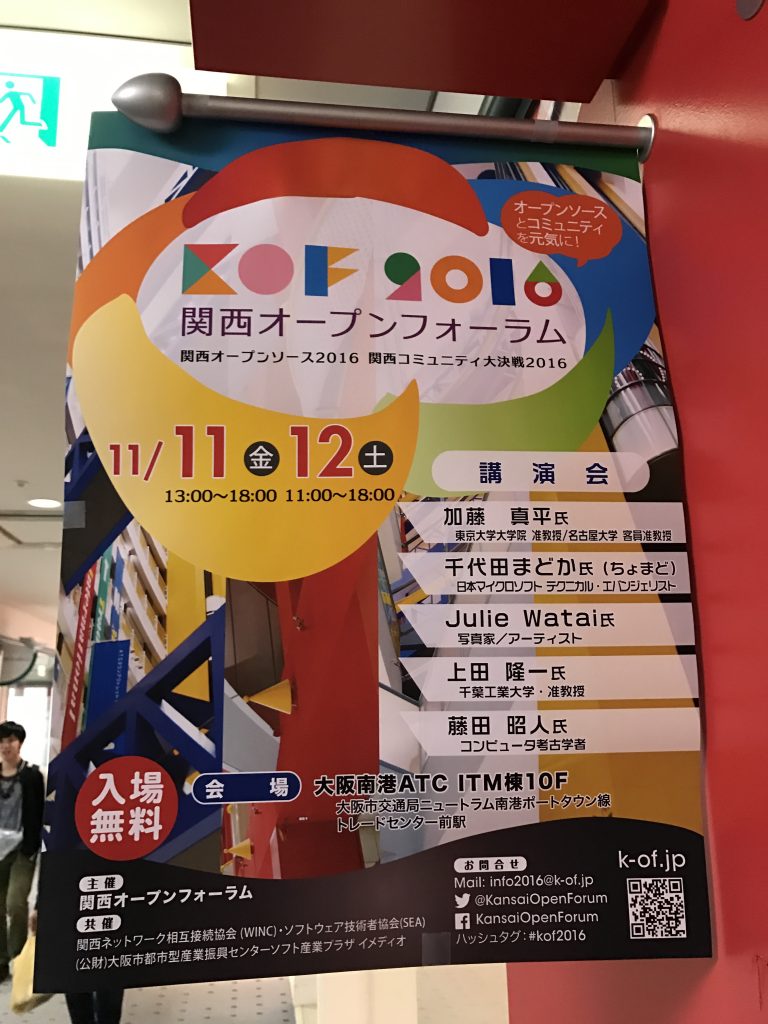 オープンソース
とコミュニティ
を元気に!
KOF 2016
関西オープンフォーラム
関西オープンソース2016 関西コミュニティ大決戦2016
11/11金12土
13:00～18:00 11:00～18:00
講演会
加藤 真平氏
東京大学大学院 准教授/名古屋大学 客員准教授
千代田まどか氏(ちょまど)
日本マイクロソフト テクニカル・エバンジェリスト
Julie Watai氏
写真家/アーティスト
上田 隆一氏
千葉工業大学・准教授
藤田 昭人氏
コンピュータ考古学者
入場
無料
会場 大阪南港ATC ITM棟10F
大阪市交通局ニュートラム南港ポートタウン線
トレードセンター前駅
主催
関西オープンフォーラム
共催
関西ネットワーク相互接続協会 (WINC)・ソフトウェア技術者協会(SEA)
(公財)大阪市都市型産業振興センターソフト産業プラザ イメディオ
お問合せ
Mail: info2016@k-of.jp
@KansaiOpenForum
KansaiOpenForum
ハッシュタグ:#kof2016
k-of.jp